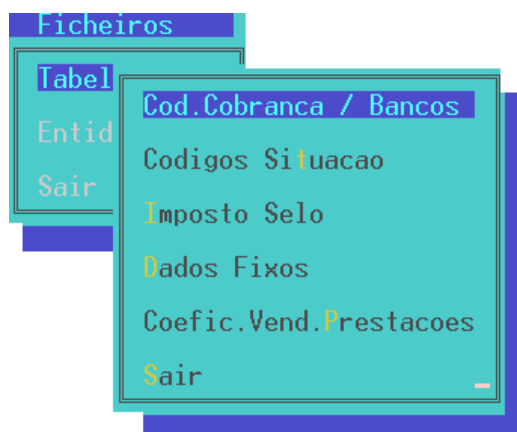 Ficheiros
Tabel
Entid
Sair
Cod.Cobranca / Bancos
Codigos Situacao
Imposto Selo
Dados Fixos
Coefic.Vend.Prestacoes
Sair